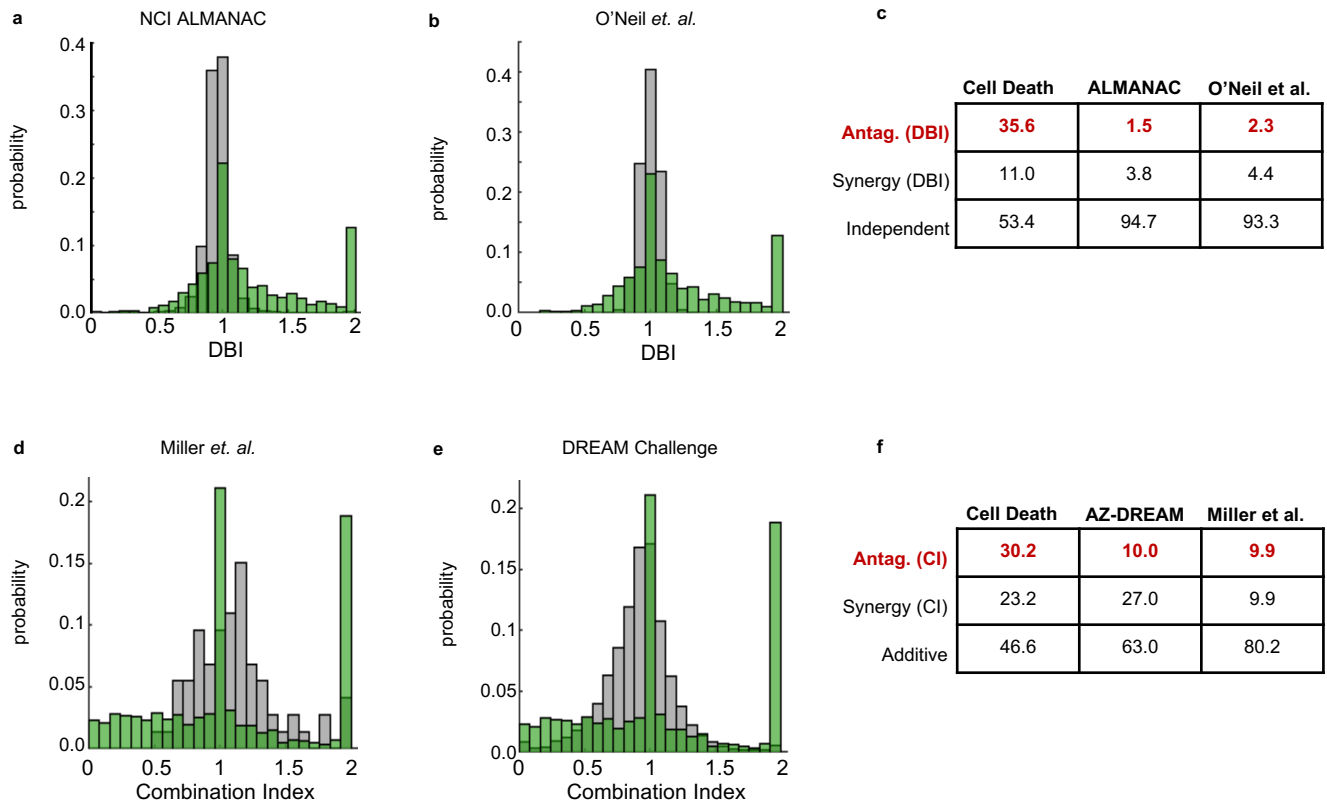 a
NCI ALMANAC
0.4
0.3
0.2
0.1
0.0
probability
0 0.5 1 1.5 2
DBI
b
O’Neil et. al.
0.4
0.3
0.2
0.1
0.0
probability
0 0.5 1 1.5 2
DBI
c
Cell Death ALMANAC O’Neil et al.
Antag. (DBI) 35.6 1.5 2.3
Synergy (DBI) 11.0 3.8 4.4
Independent 53.4 94.7 93.3
d
Miller et. al.
0.2
0.15
0.1
0.05
0.0
probability
0 0.5 1 1.5 2
Combination Index
e
DREAM Challenge
0.2
0.15
0.1
0.05
0.0
probability
0 0.5 1 1.5 2
Combination Index
f
Cell Death AZ-DREAM Miller et al.
Antag. (CI) 30.2 10.0 9.9
Synergy (CI) 23.2 27.0 9.9
Additive 46.6 63.0 80.2